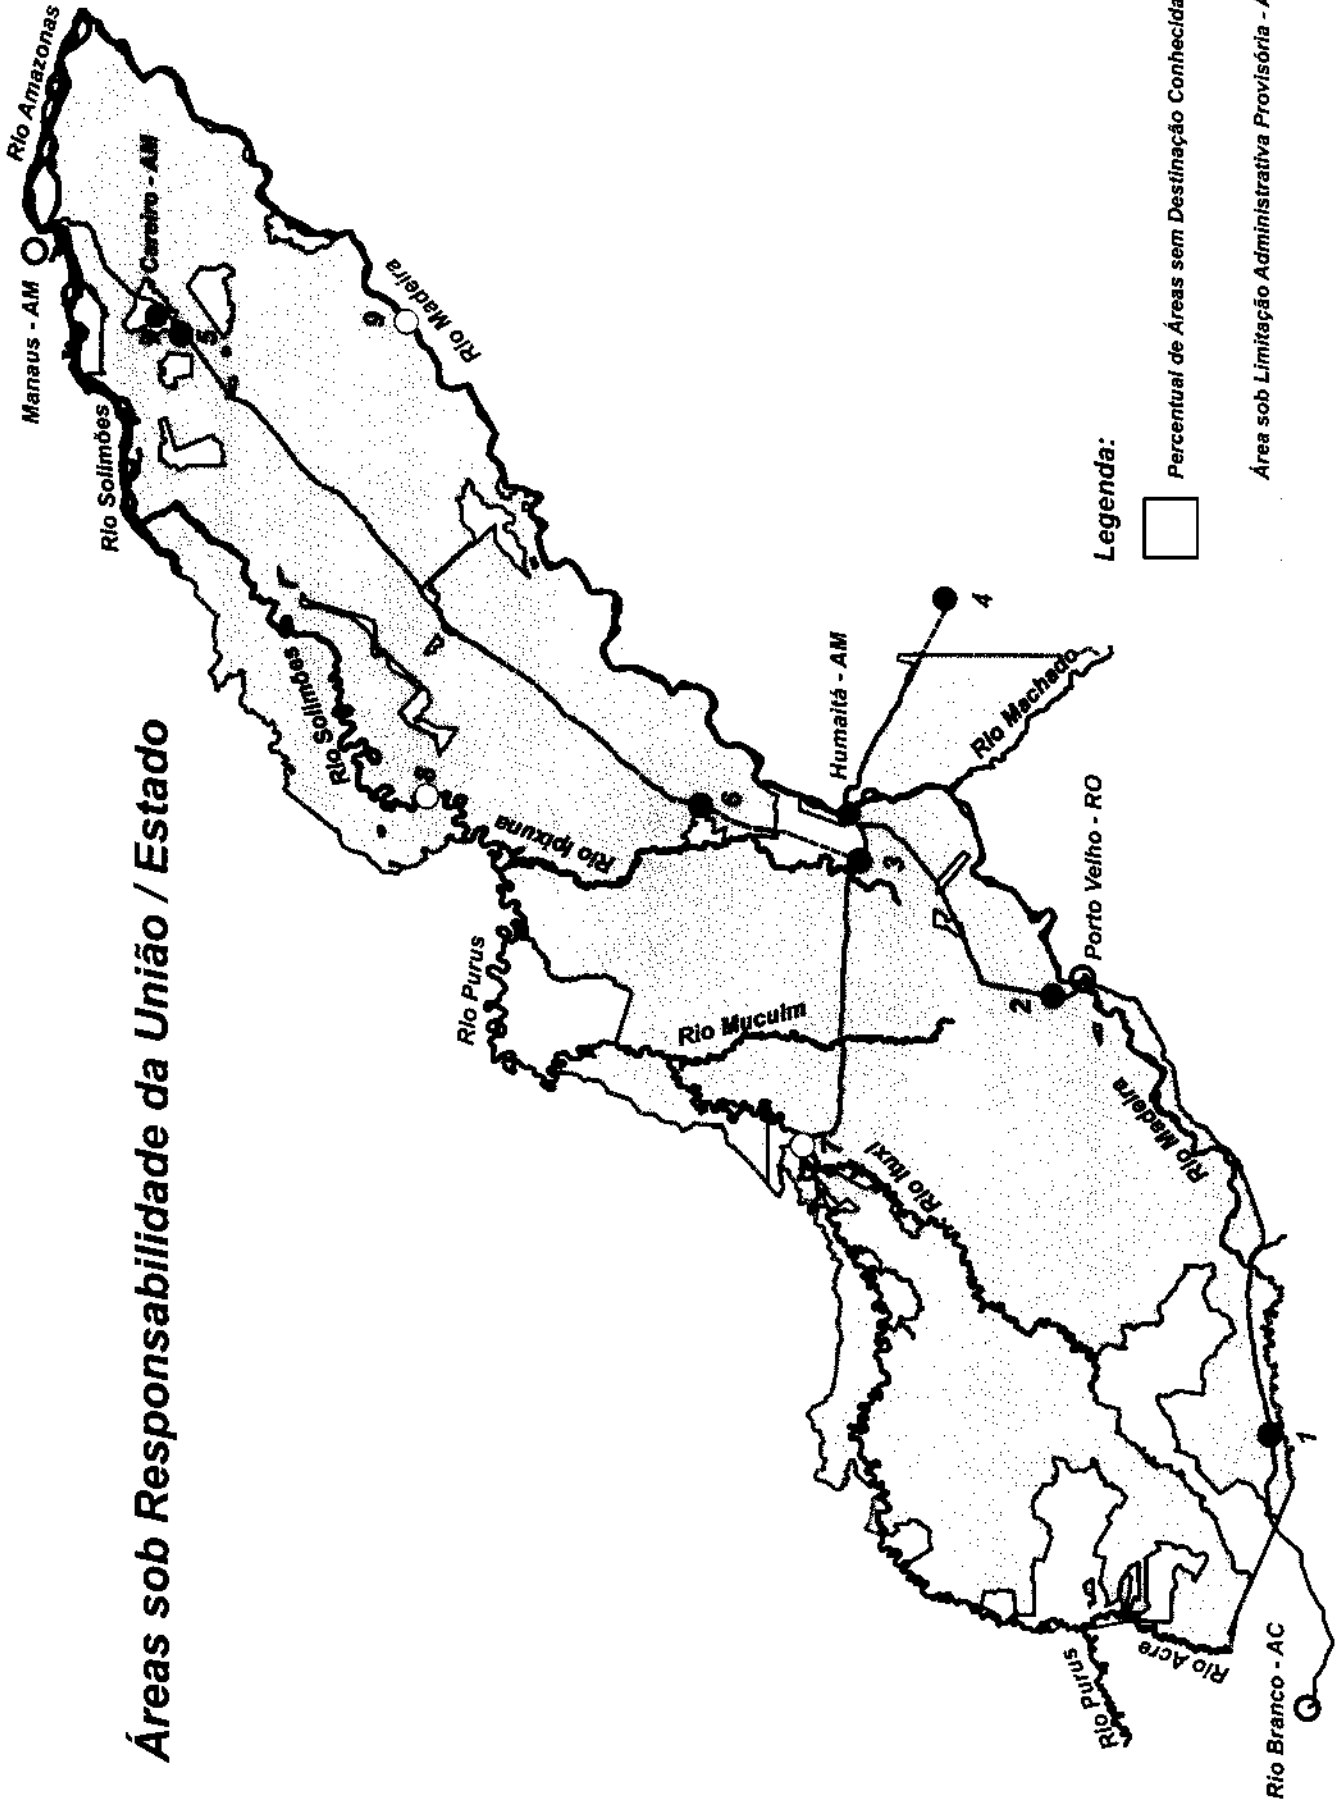 Áreas sob Responsabilidade da União / Estado
Rio Amazonas
Manaus - AM
Careiro - AM
5
Rio Solimões
9
Rio Madeira
Rio Solimões
8
Rio Ipixuna
6
Humaitá - AM
4
3
Rio Machado
Rio Purus
Rio Mucuim
Porto Velho - RO
2
7
Rio Ituxi
Rio Madeira
1
Rio Purus
Rio Acre
Rio Branco - AC
Legenda:
Percentual de Áreas sem Destinação Conhecida
Área sob Limitação Administrativa Provisória - A